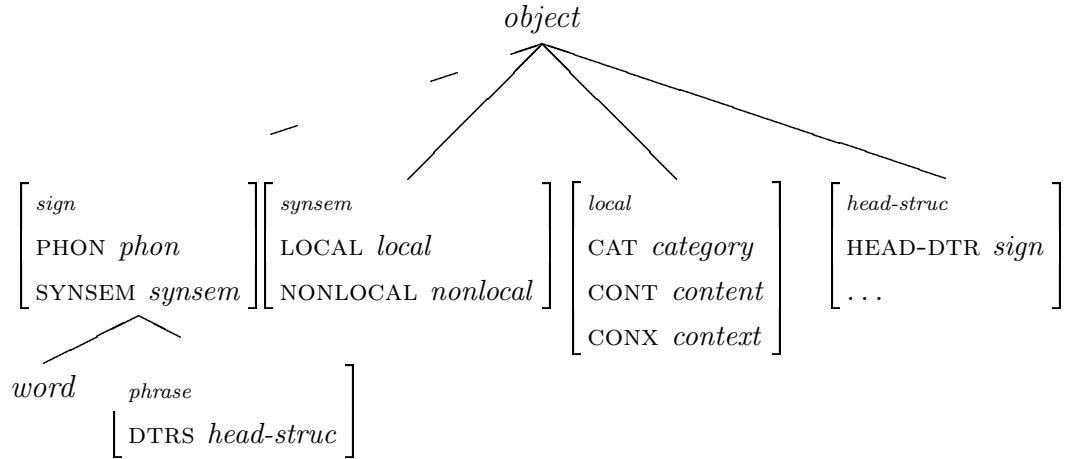 object
sign
PHON phon
SYNSEM synsem
synsem
LOCAL local
NONLOCAL nonlocal
local
CAT category
CONT content
CONX context
head-struc
HEAD-DTR sign
...
word
phrase
DTRS head-struc